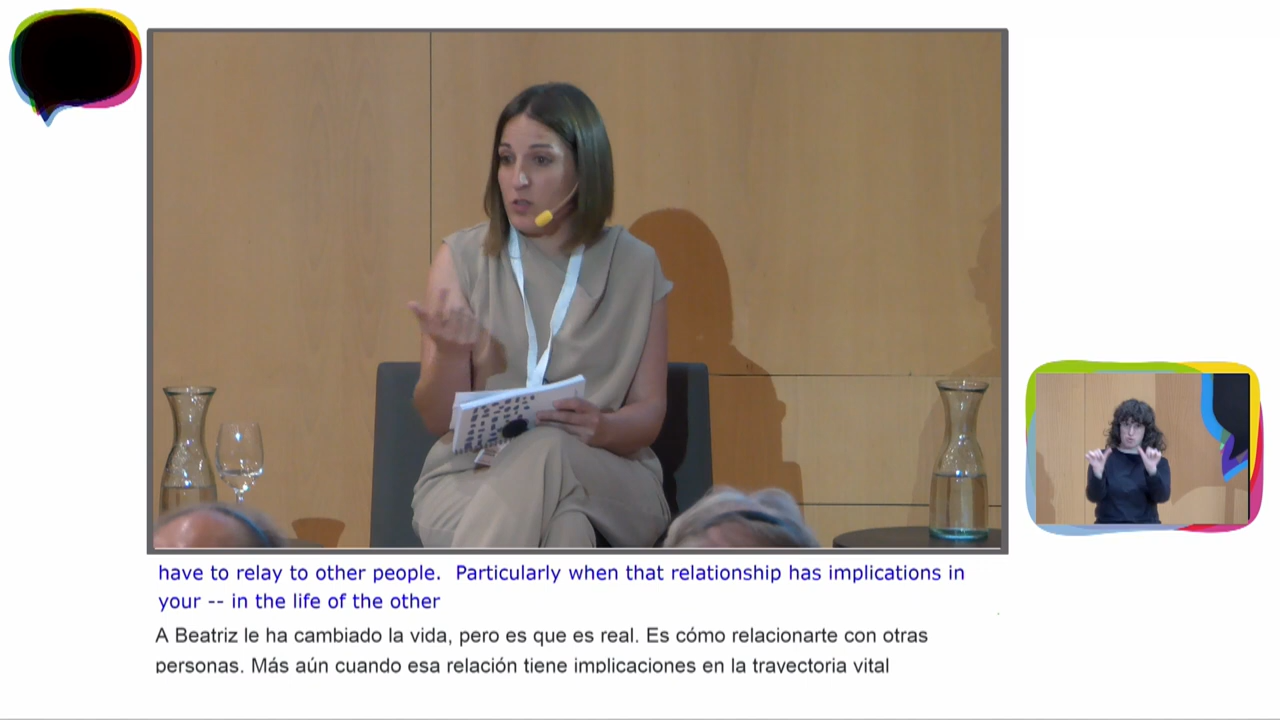 have to relay to other people.  Particularly when that relationship has implications in
your -- in the life of the other
A Beatriz le ha cambiado la vida, pero es que es real. Es cómo relacionarte con otras
personas. Más aún cuando esa relación tiene implicaciones en la trayectoria vital